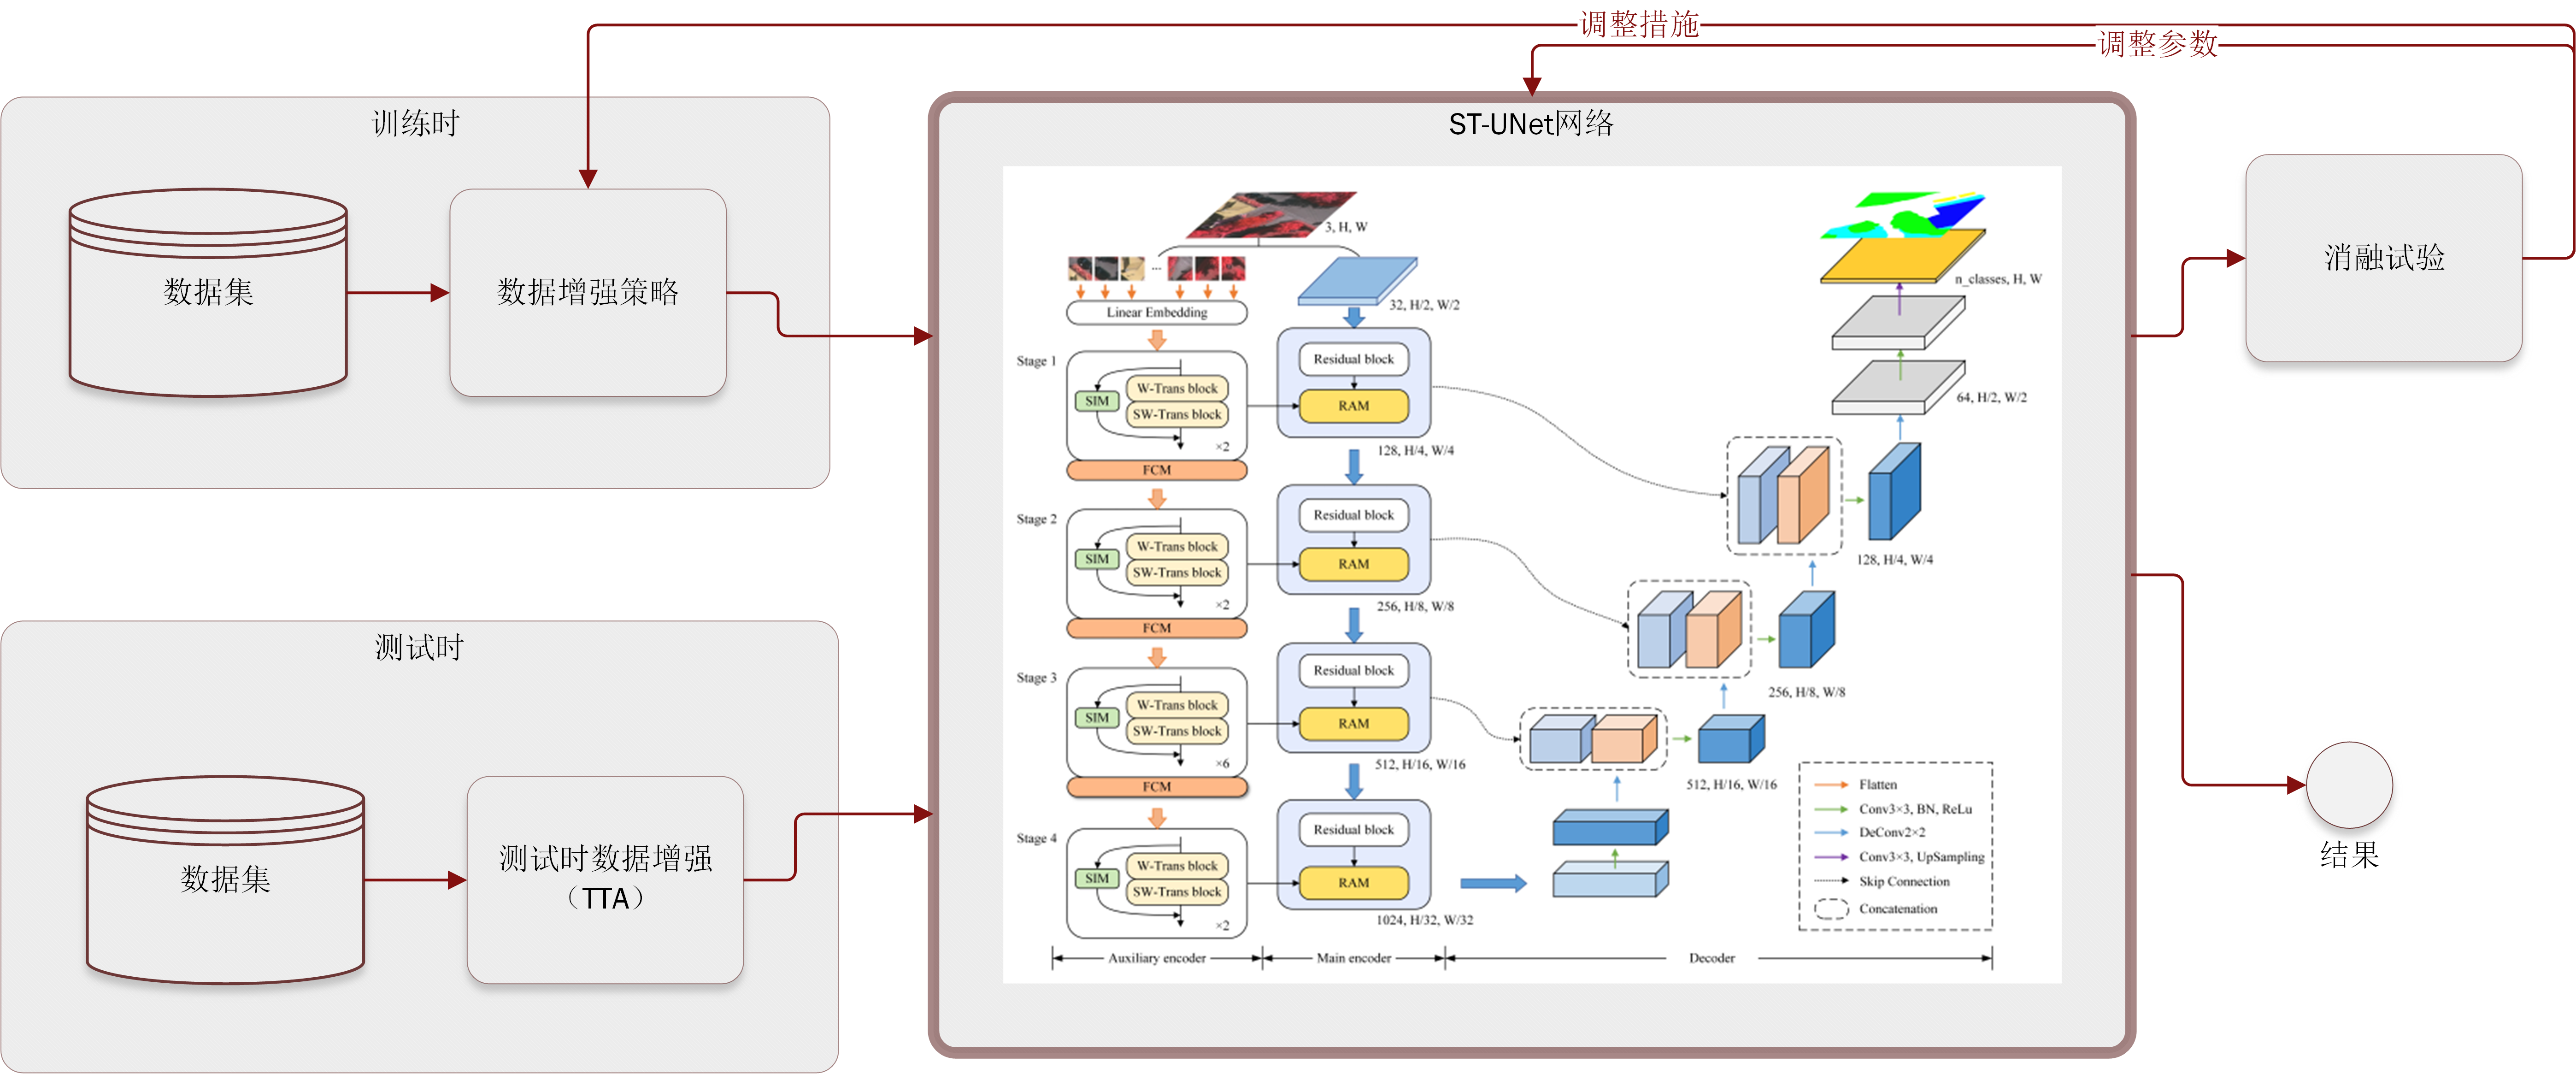 调整措施
调整参数
训练时
数据集
数据增强策略
测试时
数据集
测试时数据增强
（TTA）
ST-UNet网络
3, H, W
...
Linear Embedding
32, H/2, W/2
Stage 1
SIM
W-Trans block
SW-Trans block
×2
FCM
Residual block
RAM
128, H/4, W/4
Stage 2
SIM
W-Trans block
SW-Trans block
×2
FCM
Residual block
RAM
256, H/8, W/8
Stage 3
SIM
W-Trans block
SW-Trans block
×6
FCM
Residual block
RAM
512, H/16, W/16
Stage 4
SIM
W-Trans block
SW-Trans block
×2
Residual block
RAM
1024, H/32, W/32
n_classes, H, W
64, H/2, W/2
128, H/4, W/4
256, H/8, W/8
512, H/16, W/16
Flatten
Conv3×3, BN, ReLu
DeConv2×2
Conv3×3, UpSampling
Skip Connection
Concatenation
Auxiliary encoder
Main encoder
Decoder
消融试验
结果